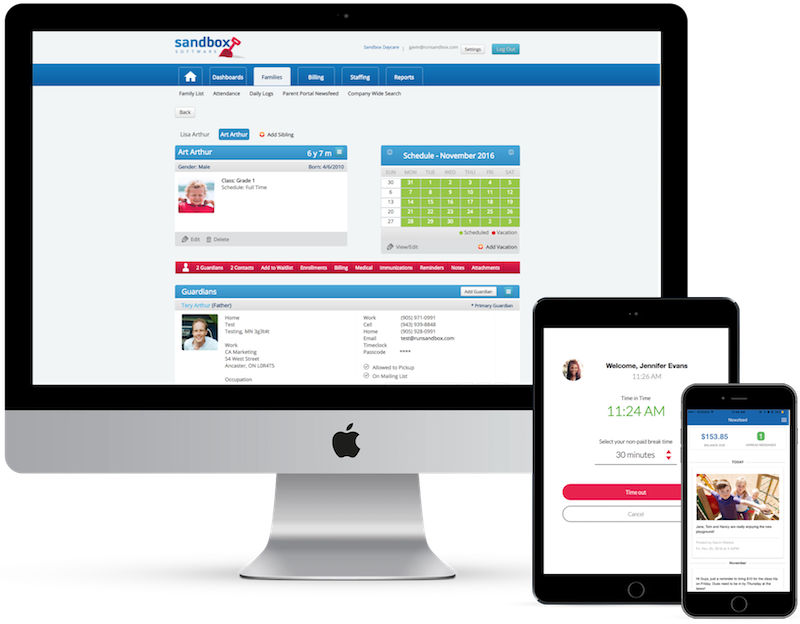 sandbox
SOFTWARE
Sandbox Daycare | gavin@runsandbox.com Settings Log Out
Dashboards Families Billing Staffing Reports
Family List Attendance Daily Logs Parent Portal Newsfeed Company Wide Search
Back
Lisa Arthur Art Arthur Add Sibling
Art Arthur 6 y 7 m
Gender: Male Born: 4/6/2010
Class: Grade 1
Schedule: Full Time
Edit Delete
Schedule - November 2016
SUN MON TUE WED THU FRI SAT
30 31 1 2 3 4 5
6 7 8 9 10 11 12
13 14 15 16 17 18 19
20 21 22 23 24 25 26
27 28 29 30 1 2 3
Scheduled Vacation
View/Edit Add Vacation
2 Guardians 2 Contacts Add to Waitlist Enrollments Billing Medical Immunizations Reminders Notes Attachments
Guardians Add Guardian
Tery Arthur (Father) * Primary Guardian
Home
Test
Testing, MN 3g3t4t
Work
CA Marketing
54 West Street
Ancaster, ON L0R4T5
Occupation
Work (905) 971-0991
Cell (943) 939-8848
Home (905) 928-0991
Email test@runsandbox.com
Timeclock
Passcode ****
Allowed to Pickup
On Mailing List
Welcome, Jennifer Evans
11:26 AM
Time in Time
11:24 AM
Select your non-paid break time
30 minutes
Time out
Cancel
Newsfeed
$153.85 1
BALANCE DUE
TODAY
Jane, Tom and Nancy are really enjoying the new
playground!
November
Hi Guys, just a reminder to bring $10 for the class trip
on Friday. Dues need to be in by Thursday at the
latest!